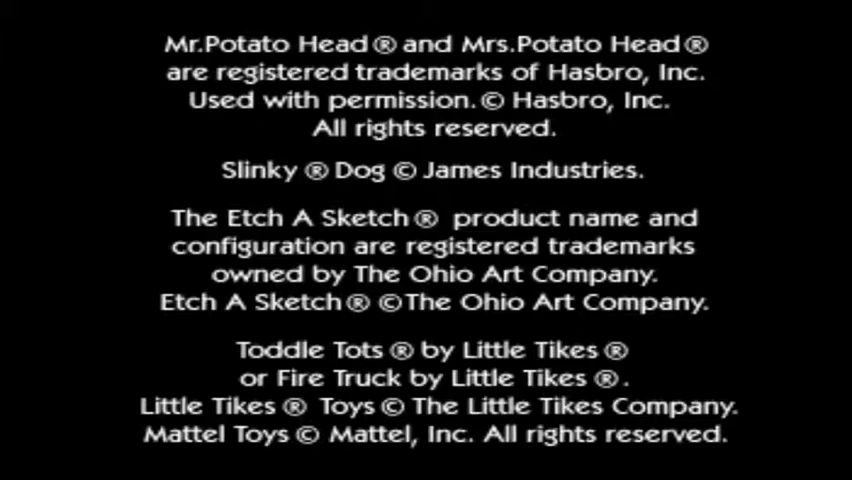 Mr.Potato Head ® and Mrs.Potato Head ®
are registered trademarks of Hasbro, Inc.
Used with permission. © Hasbro, Inc.
All rights reserved.
Slinky ® Dog © James Industries.
The Etch A Sketch ® product name and
configuration are registered trademarks
owned by The Ohio Art Company.
Etch A Sketch ® © The Ohio Art Company.
Toddle Tots ® by Little Tikes ®
or Fire Truck by Little Tikes ® .
Little Tikes ® Toys © The Little Tikes Company.
Mattel Toys © Mattel, Inc. All rights reserved.